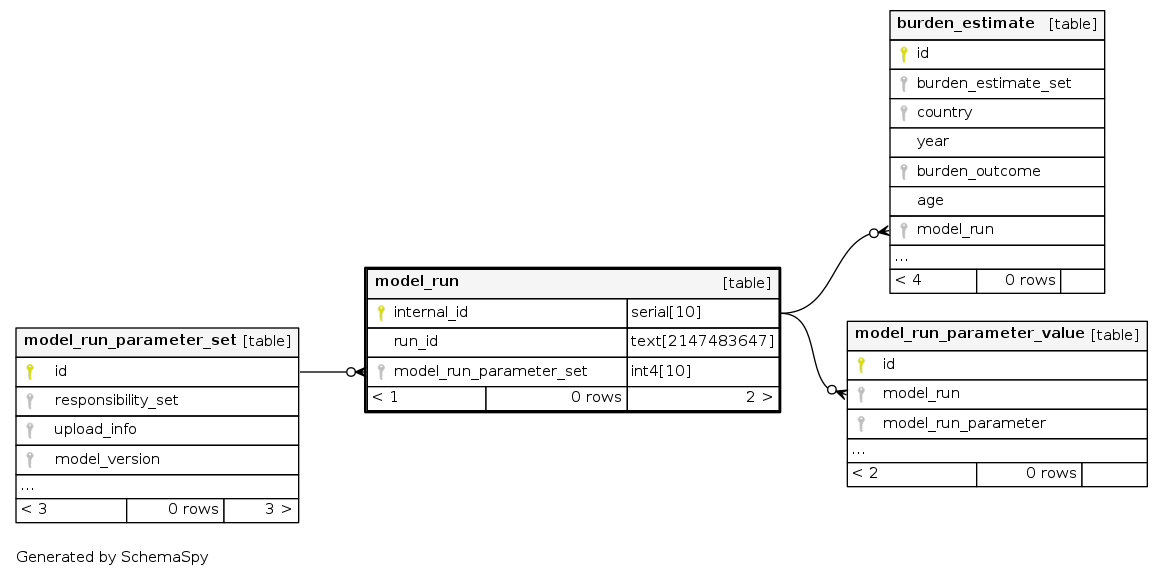 burden_estimate [table]
id
burden_estimate_set
country
year
burden_outcome
age
model_run
...
< 4 0 rows
model_run [table]
internal_id serial[10]
run_id text[2147483647]
model_run_parameter_set int4[10]
< 1 0 rows 2 >
model_run_parameter_set [table]
id
responsibility_set
upload_info
model_version
...
< 3 0 rows 3 >
model_run_parameter_value [table]
id
model_run
model_run_parameter
...
< 2 0 rows
Generated by SchemaSpy